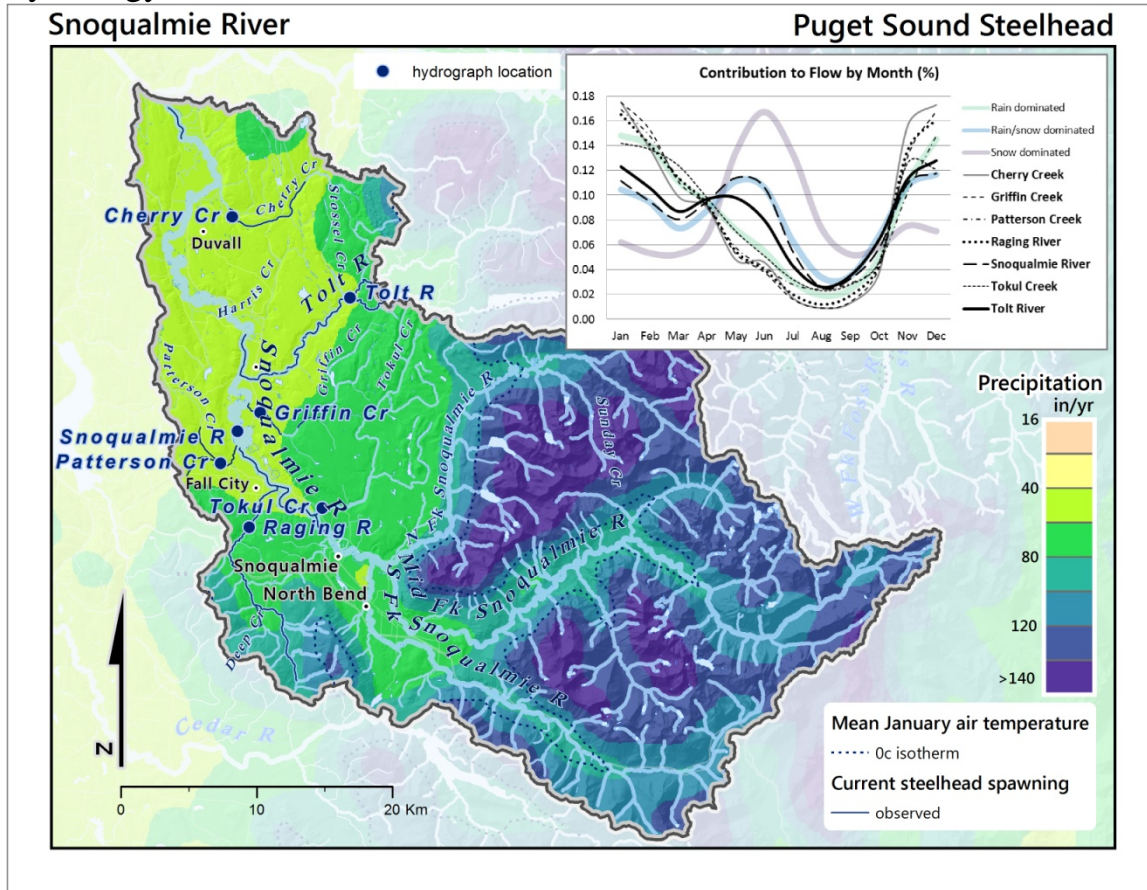 Snoqualmie River
Puget Sound Steelhead
hydrograph location
Contribution to Flow by Month (%)
0.18
0.16
0.14
0.12
0.10
0.08
0.06
0.04
0.02
0.00
Jan Feb Mar Apr May Jun Jul Aug Sep Oct Nov Dec
Rain dominated
Rain/snow dominated
Snow dominated
Cherry Creek
Griffin Creek
Patterson Creek
Raging River
Snoqualmie River
Tokul Creek
Tolt River
Cherry Cr
Cherry Cr
Duvall
Stossel Cr
Harris Cr
Tolt R
Tolt R
Patterson Cr
Griffin Cr
Tokul Cr
Snoqualmie R
Griffin Cr
Snoqualmie R
Patterson Cr
Fall City
Tokul Cr
Raging R
Snoqualmie
North Bend
N Fk Snoqualmie R
Sunday Cr
Mid Fk Snoqualmie R
S Fk Snoqualmie R
Deep Cr
Cedar R
Precipitation
in/yr
16
40
80
120
>140
Mean January air temperature
0c isotherm
Current steelhead spawning
observed
N
0 10 20 Km